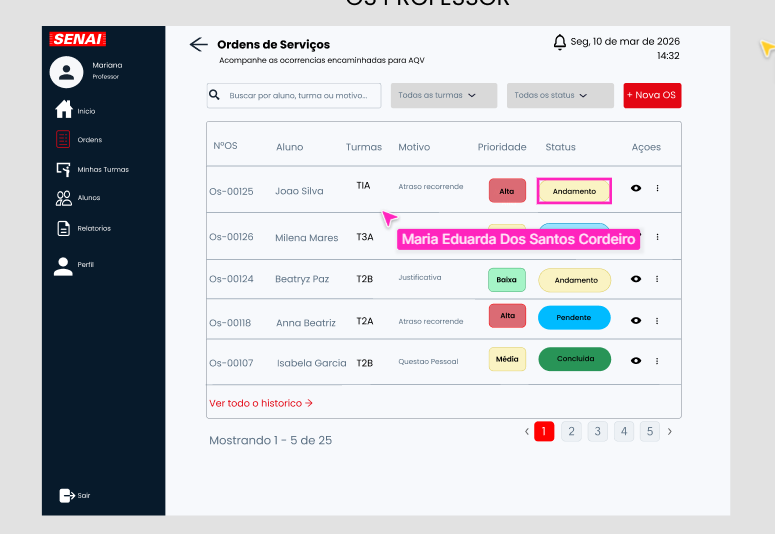 OS PROFESSOR
SENAI
Mariana
Professor
Inicio
Ordens
Minhas Turmas
Alunos
Relatorios
Perfil
Sair
Ordens de Serviços
Acompanhe as ocorrencias encaminhadas para AQV
Seg, 10 de mar de 2026
14:32
Buscar por aluno, turma ou motivo...
Todas as turmas
Todas os status
+ Nova OS
NºOS Aluno Turmas Motivo Prioridade Status Açoes
Os-00125 Joao Silva T1A Atraso recorrende Alta Andamento
Os-00126 Milena Mares T3A
Maria Eduarda Dos Santos Cordeiro
Os-00124 Beatryz Paz T2B Justificativa Baixa Andamento
Os-00118 Anna Beatriz T2A Atraso recorrende Alta Pendente
Os-00107 Isabela Garcia T2B Questao Pessoal Média Concluida
Ver todo o historico →
Mostrando 1 - 5 de 25
‹ 1 2 3 4 5 ›